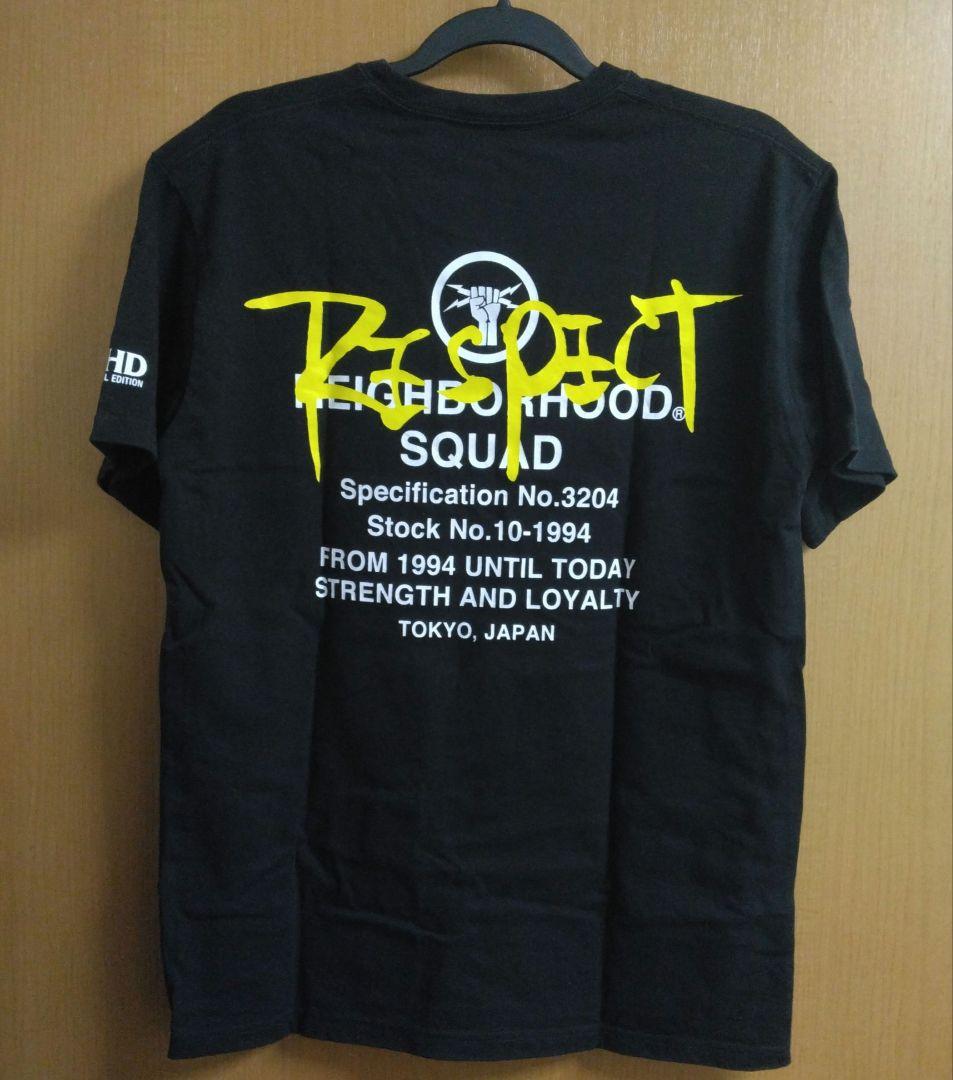 RESPECT
NEIGHBORHOOD®
SQUAD
Specification No.3204
Stock No.10-1994
FROM 1994 UNTIL TODAY
STRENGTH AND LOYALTY
TOKYO, JAPAN
HD
EDITION